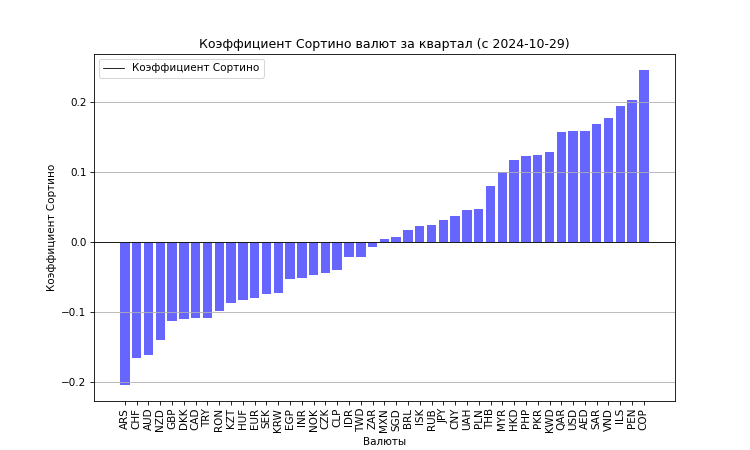 Коэффициент Сортино валют за квартал (с 2024-10-29)
Коэффициент Сортино
Коэффициент Сортино
0.2
0.1
0.0
−0.1
−0.2
ARS CHF AUD NZD GBP DKK CAD TRY RON KZT HUF EUR SEK KRW EGP INR NOK CZK CLP IDR TWD ZAR MXN SGD BRL ISK RUB JPY CNY UAH PLN THB MYR HKD PHP PKR KWD QAR USD AED SAR VND ILS PEN COP
Валюты